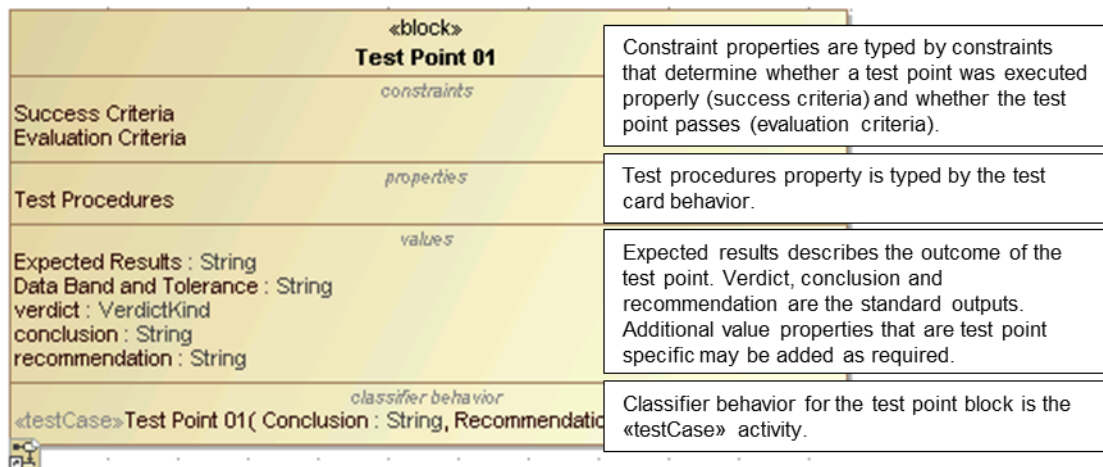 «block»
Test Point 01
constraints
Success Criteria
Evaluation Criteria
properties
Test Procedures
values
Expected Results : String
Data Band and Tolerance : String
verdict : VerdictKind
conclusion : String
recommendation : String
classifier behavior
«testCase»Test Point 01( Conclusion : String, Recommendatio
Constraint properties are typed by constraints
that determine whether a test point was executed
properly (success criteria) and whether the test
point passes (evaluation criteria).
Test procedures property is typed by the test
card behavior.
Expected results describes the outcome of the
test point. Verdict, conclusion and
recommendation are the standard outputs.
Additional value properties that are test point
specific may be added as required.
Classifier behavior for the test point block is the
«testCase» activity.